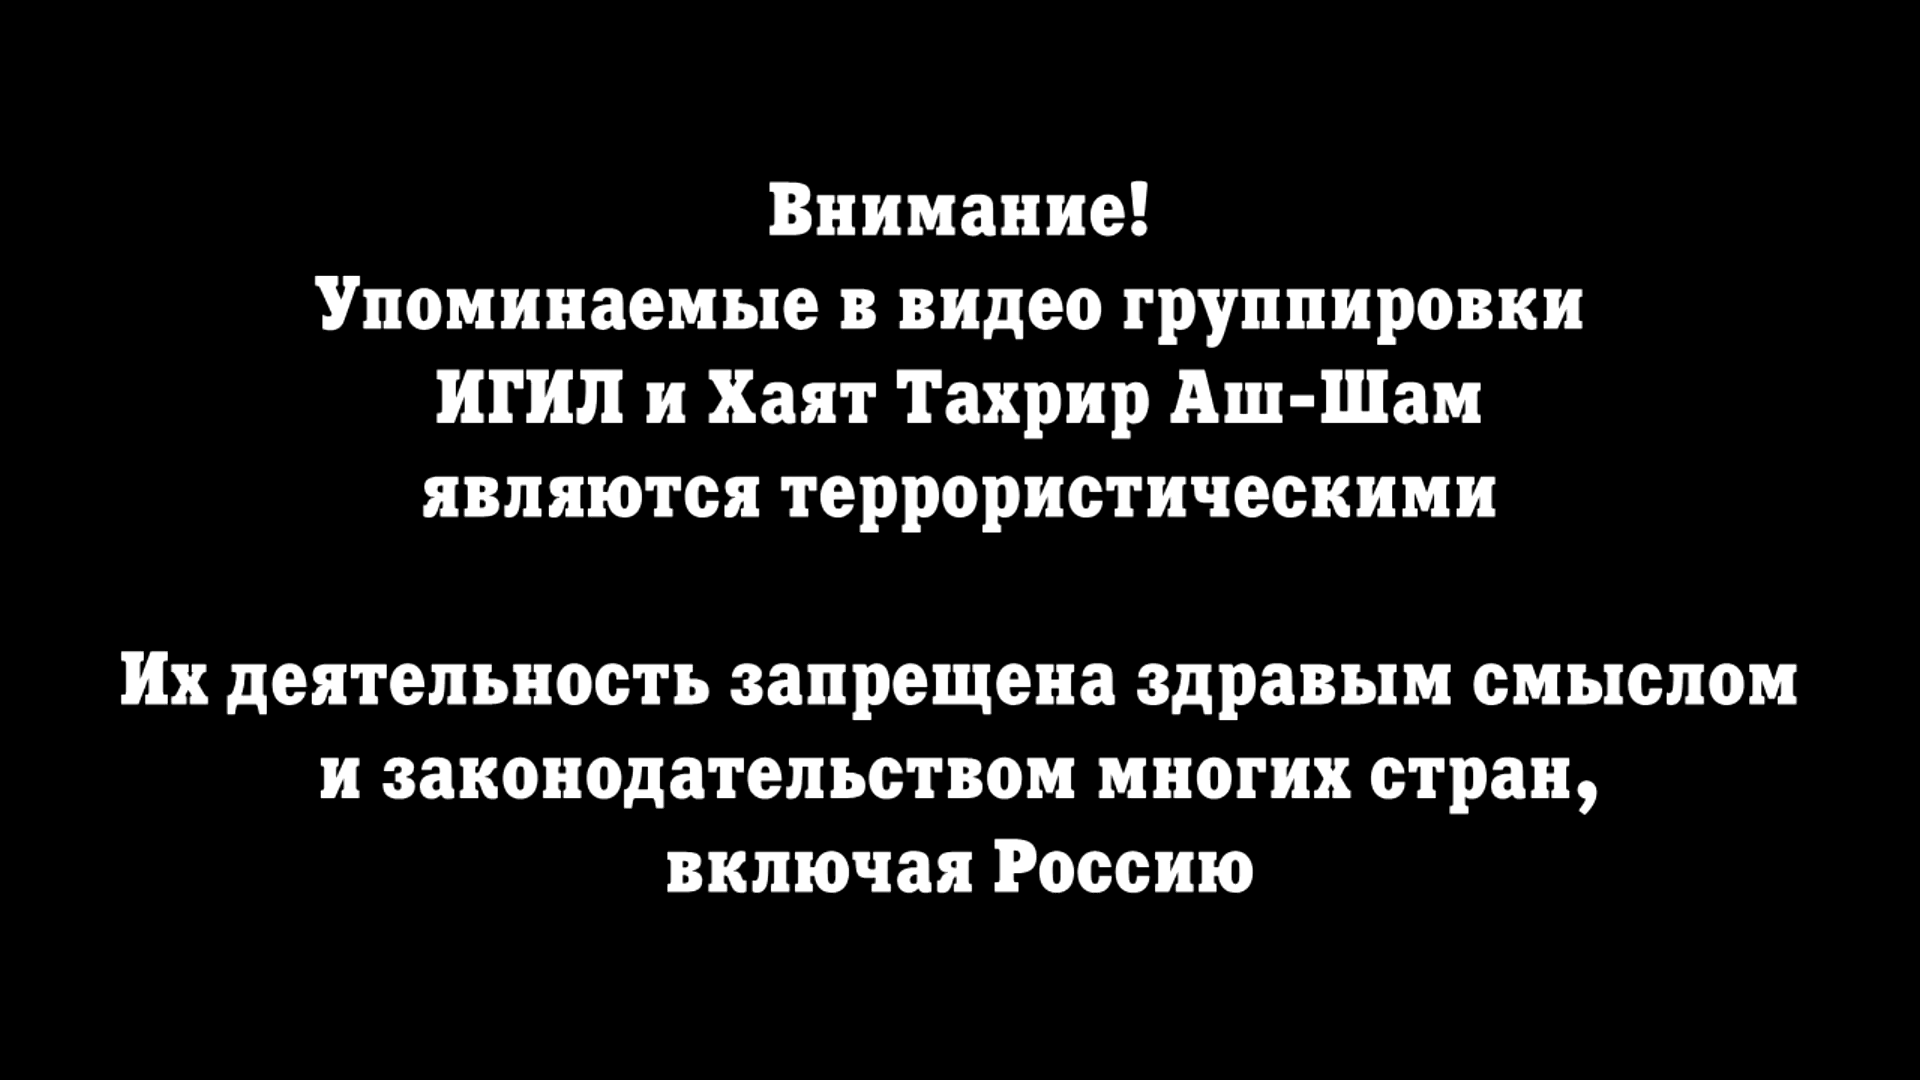 Внимание!
Упоминаемые в видео группировки
ИГИЛ и Хаят Тахрир Аш-Шам
являются террористическими
Их деятельность запрещена здравым смыслом
и законодательством многих стран,
включая Россию